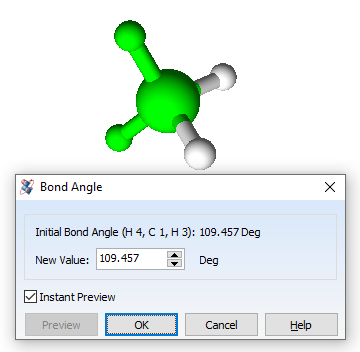 Bond Angle
Initial Bond Angle (H 4, C 1, H 3): 109.457 Deg
New Value: 109.457 Deg
Instant Preview
Preview OK Cancel Help